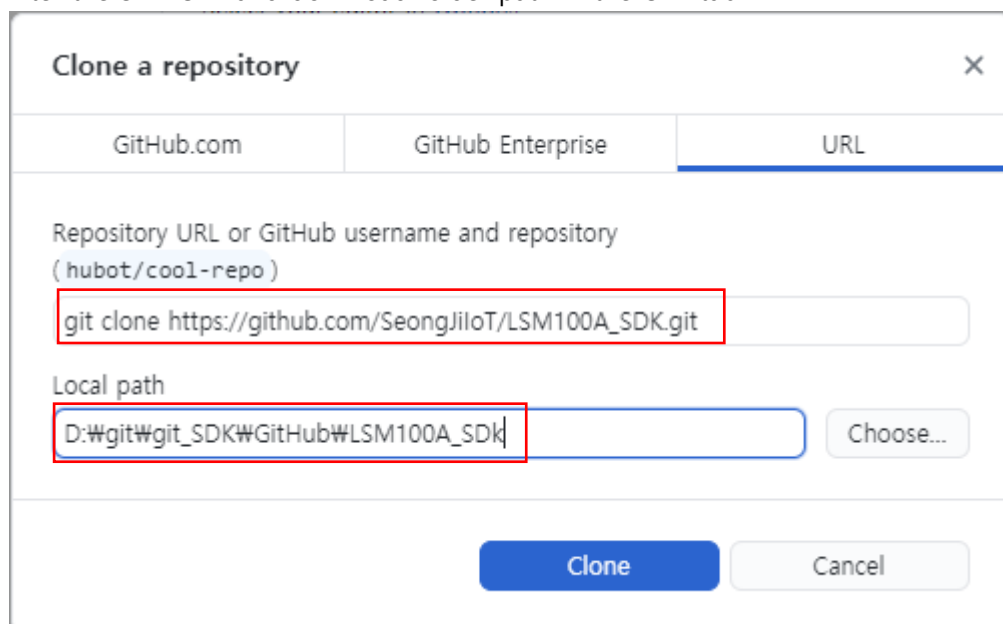 Clone a repository
GitHub.com GitHub Enterprise URL
Repository URL or GitHub username and repository
(hubot/cool-repo)
git clone https://github.com/SeongJiIoT/LSM100A_SDK.git
Local path
D:₩git₩git_SDK₩GitHub₩LSM100A_SDk
Choose...
Clone Cancel